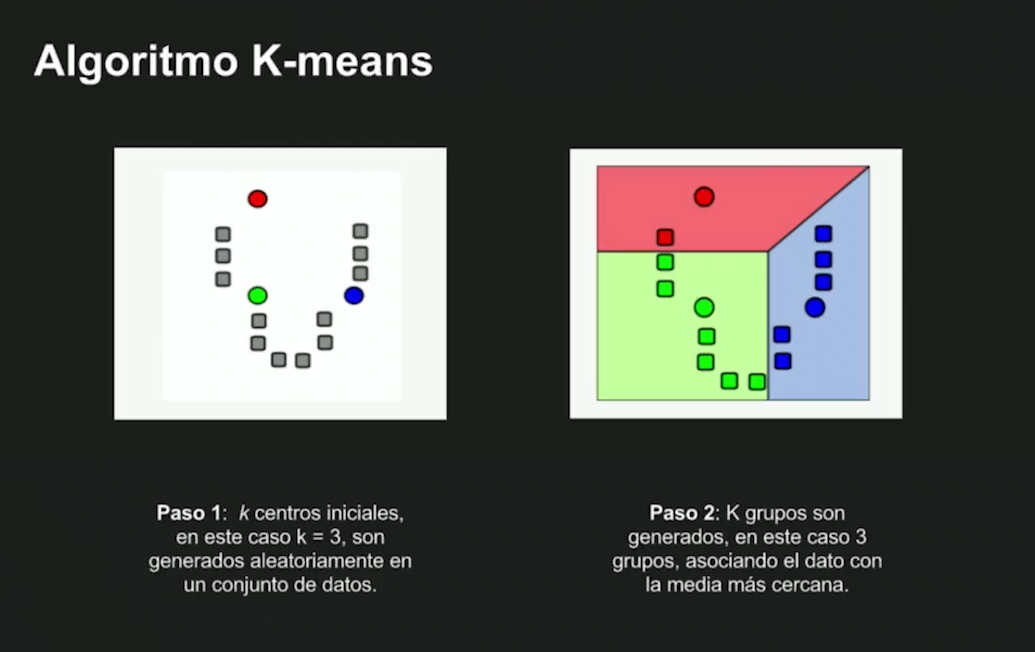 Algoritmo K-means
Paso 1: k centros iniciales,
en este caso k = 3, son
generados aleatoriamente en
un conjunto de datos.
Paso 2: K grupos son
generados, en este caso 3
grupos, asociando el dato con
la media más cercana.